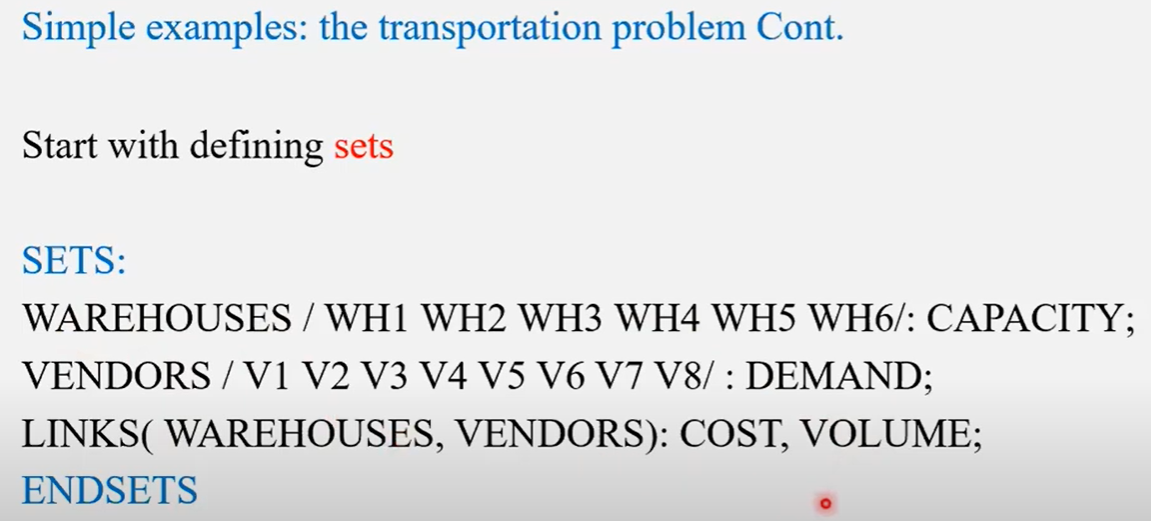 Simple examples: the transportation problem Cont.
Start with defining sets
SETS:
WAREHOUSES / WH1 WH2 WH3 WH4 WH5 WH6/: CAPACITY;
VENDORS / V1 V2 V3 V4 V5 V6 V7 V8/ : DEMAND;
LINKS( WAREHOUSES, VENDORS): COST, VOLUME;
ENDSETS